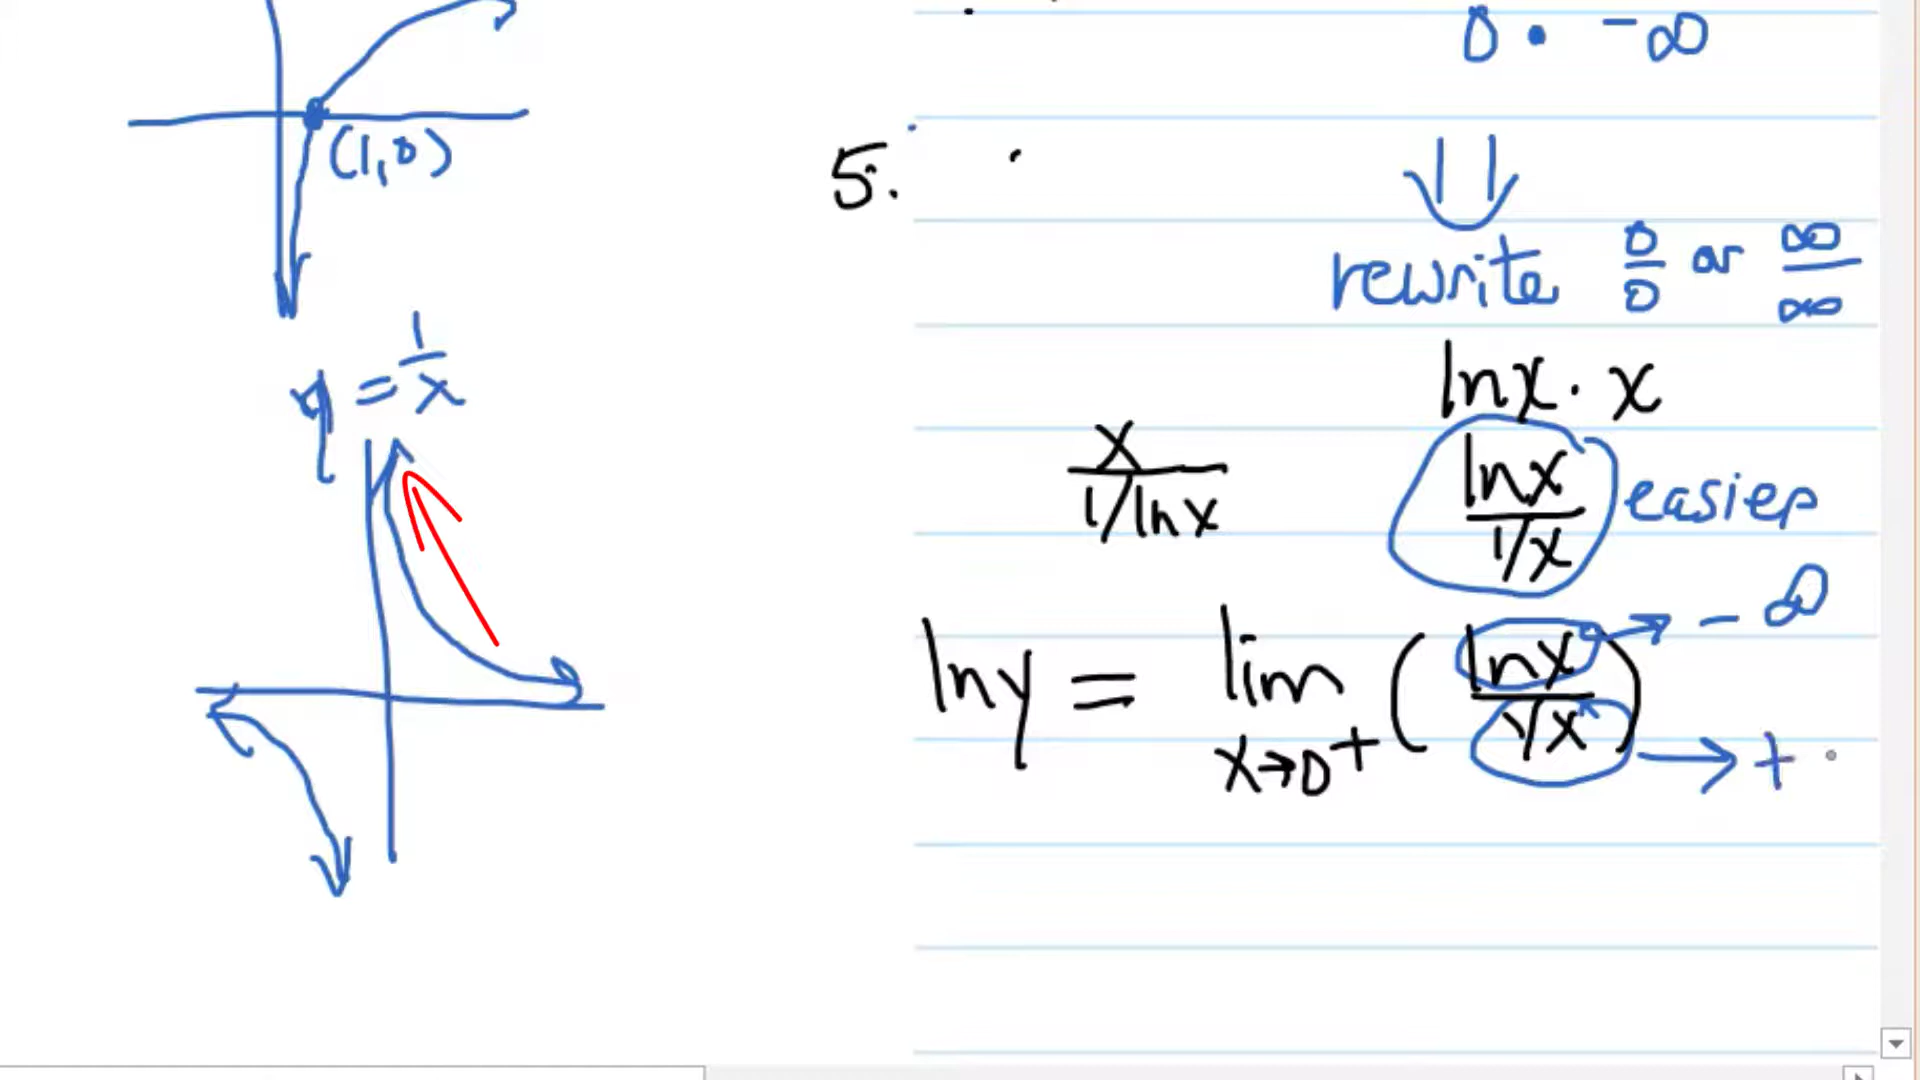 (1,0)
y = 1/x
0 · -∞
5.
rewrite 0/0 or ∞/∞
lnx · x
x/(1/lnx)
lnx/(1/x) easier
lny = lim x→0+ (lnx/(1/x)) → -∞
→ +